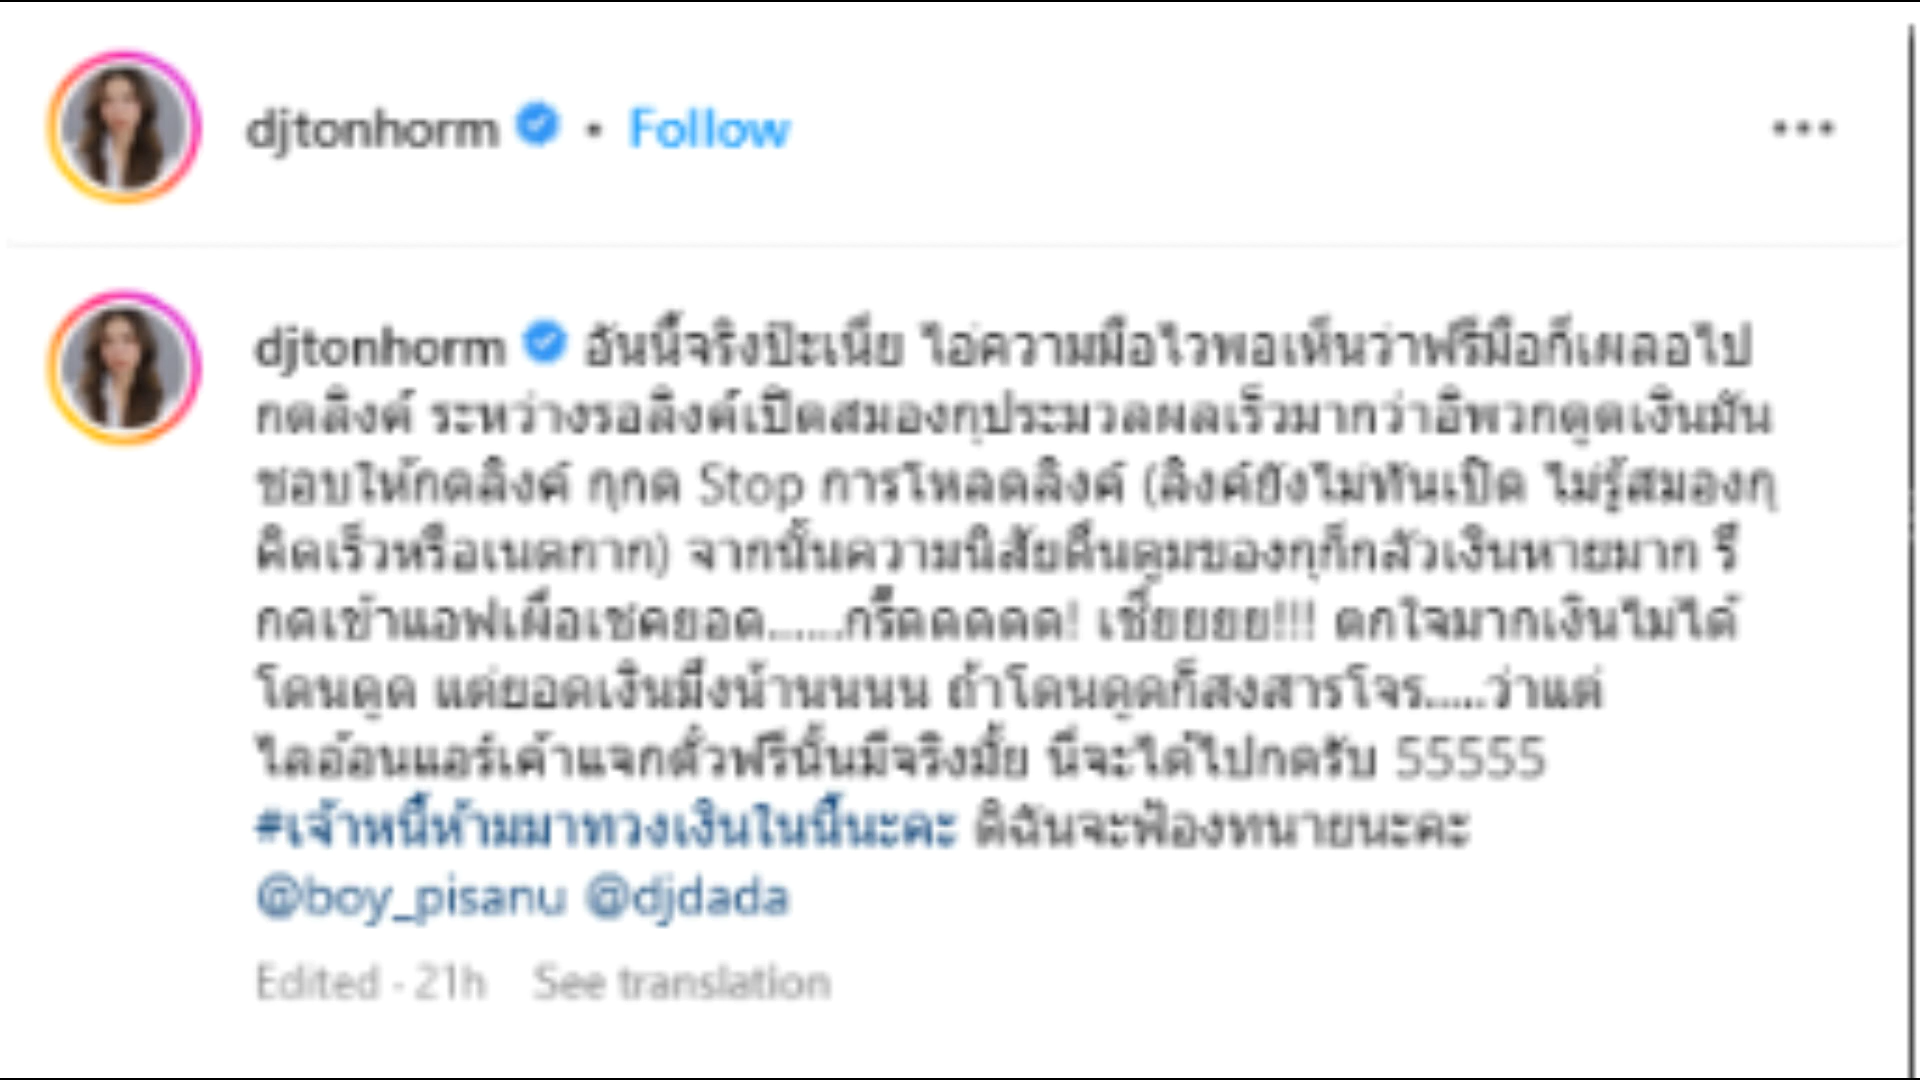 djtonhorm • Follow
djtonhorm อันนี้จริงป่ะเนี่ย ไอ่ความมือไวพอเห็นว่าฟรีมือก็เผลอไป
กดลิงค์ ระหว่างรอลิงค์เปิดสมองกุประมวลผลเร็วมากว่าอิพวกดูดเงินมัน
ชอบให้กดลิงค์ กุกด Stop การโหลดลิงค์ (ลิงค์ยังไม่ทันเปิด ไม่รู้สมองกุ
คิดเร็วหรือเนตกาก) จากนั้นความนิสัยตื่นตูมของกุก็กลัวเงินหายมาก รี
กดเข้าแอฟเผื่อเชคยอด.......กรี๊ดดดดด! เชี้ยยยย!!! ตกใจมากเงินไม่ได้
โดนดูด แต่ยอดเงินมึงน้านนนน ถ้าโดนดูดก็สงสารโจร.....ว่าแต่
ไลอ้อนแอร์เค้าแจกตั๋วฟรีนั้นมีจริงมั้ย นี่จะได้ไปกดรับ 55555
#เจ้าหนี้ห้ามมาทวงเงินในนี้นะคะ ดิฉันจะฟ้องทนายนะคะ
@boy_pisanu @djdada
Edited · 21h See translation